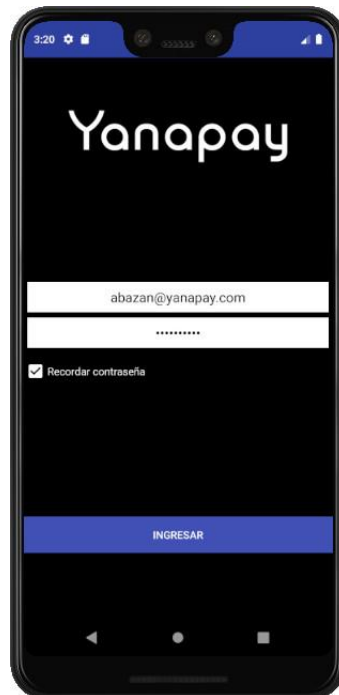 3:20
Yanapay
abazan@yanapay.com
••••••••••
Recordar contraseña
INGRESAR